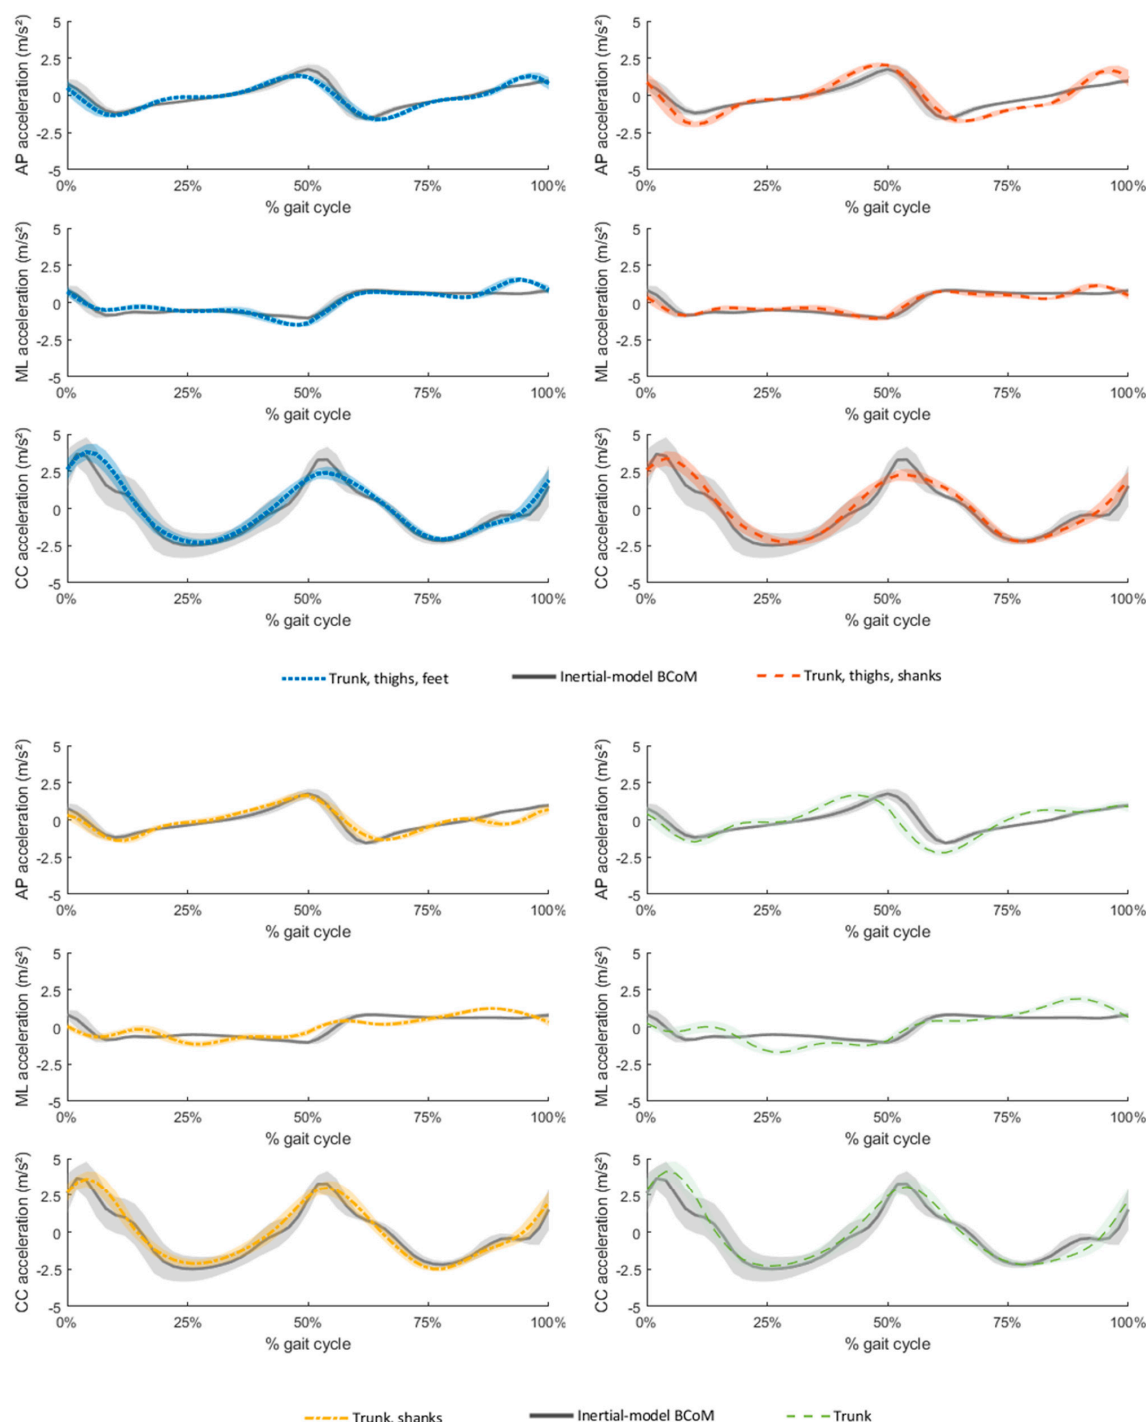 5
2.5
0
-2.5
-5
AP acceleration (m/s²)
0% 25% 50% 75% 100%
% gait cycle
5
2.5
0
-2.5
-5
AP acceleration (m/s²)
0% 25% 50% 75% 100%
% gait cycle
5
2.5
0
-2.5
-5
ML acceleration (m/s²)
0% 25% 50% 75% 100%
% gait cycle
5
2.5
0
-2.5
-5
ML acceleration (m/s²)
0% 25% 50% 75% 100%
% gait cycle
5
2.5
0
-2.5
-5
CC acceleration (m/s²)
0% 25% 50% 75% 100%
% gait cycle
5
2.5
0
-2.5
-5
CC acceleration (m/s²)
0% 25% 50% 75% 100%
% gait cycle
Trunk, thighs, feet Inertial-model BCoM Trunk, thighs, shanks
5
2.5
0
-2.5
-5
AP acceleration (m/s²)
0% 25% 50% 75% 100%
% gait cycle
5
2.5
0
-2.5
-5
AP acceleration (m/s²)
0% 25% 50% 75% 100%
% gait cycle
5
2.5
0
-2.5
-5
ML acceleration (m/s²)
0% 25% 50% 75% 100%
% gait cycle
5
2.5
0
-2.5
-5
ML acceleration (m/s²)
0% 25% 50% 75% 100%
% gait cycle
5
2.5
0
-2.5
-5
CC acceleration (m/s²)
0% 25% 50% 75% 100%
% gait cycle
5
2.5
0
-2.5
-5
CC acceleration (m/s²)
0% 25% 50% 75% 100%
% gait cycle
Trunk, shanks Inertial-model BCoM Trunk